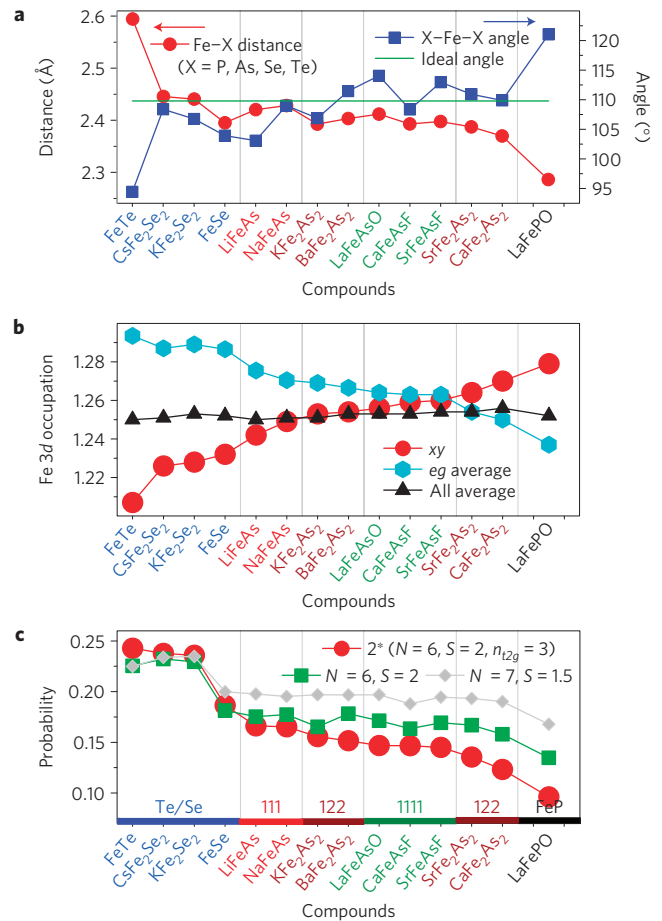 a
2.6
2.5
2.4
2.3
Distance (Å)
Fe–X distance
(X = P, As, Se, Te)
X–Fe–X angle
Ideal angle
120
115
110
105
100
95
Angle (°)
FeTe
CsFe₂Se₂
KFe₂Se₂
FeSe
LiFeAs
NaFeAs
KFe₂As₂
BaFe₂As₂
LaFeAsO
CaFeAsF
SrFeAsF
SrFe₂As₂
CaFe₂As₂
LaFePO
Compounds
b
1.28
1.26
1.24
1.22
Fe 3d occupation
xy
eg average
All average
FeTe
CsFe₂Se₂
KFe₂Se₂
FeSe
LiFeAs
NaFeAs
KFe₂As₂
BaFe₂As₂
LaFeAsO
CaFeAsF
SrFeAsF
SrFe₂As₂
CaFe₂As₂
LaFePO
Compounds
c
0.25
0.20
0.15
0.10
Probability
2* (N = 6, S = 2, n_t2g = 3)
N = 6, S = 2
N = 7, S = 1.5
Te/Se
111
122
1111
122
FeP
FeTe
CsFe₂Se₂
KFe₂Se₂
FeSe
LiFeAs
NaFeAs
KFe₂As₂
BaFe₂As₂
LaFeAsO
CaFeAsF
SrFeAsF
SrFe₂As₂
CaFe₂As₂
LaFePO
Compounds